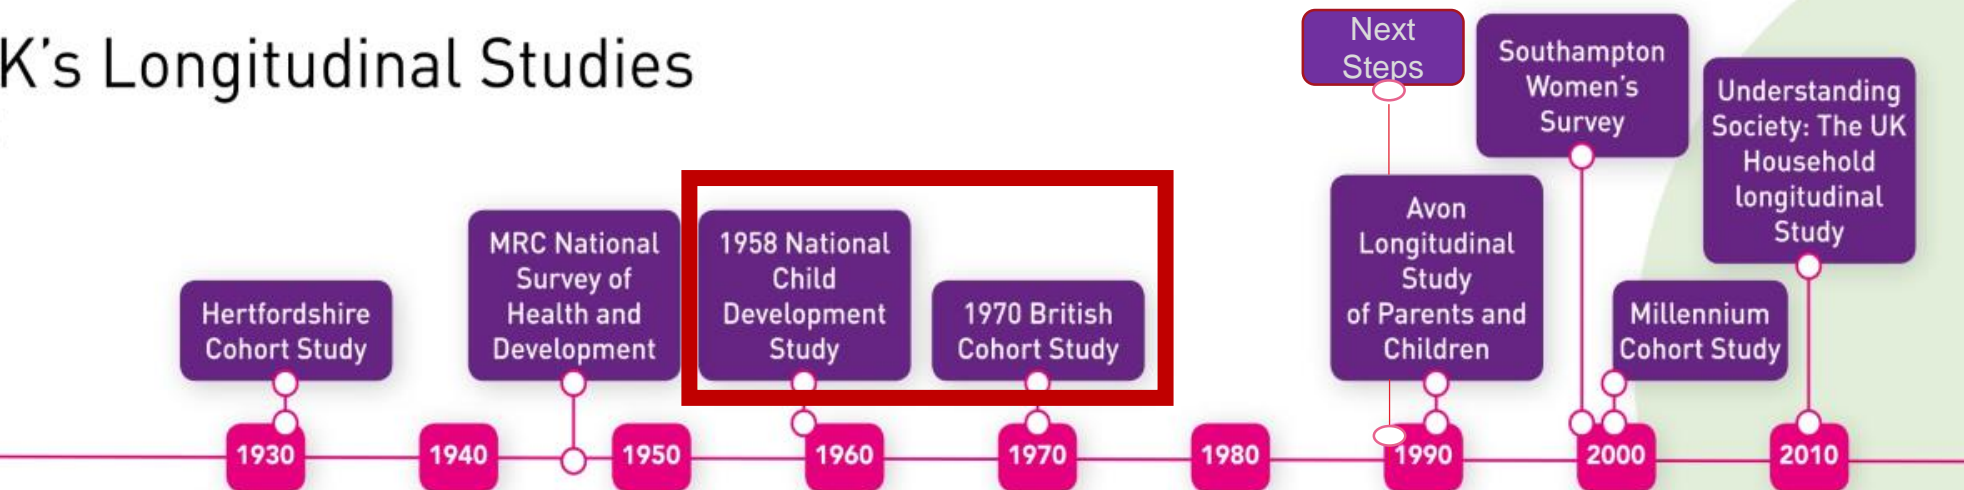 K's Longitudinal Studies
Next
Steps
Southampton
Women's
Survey
Understanding
Society: The UK
Household
longitudinal
Study
Avon
Longitudinal
Study
of Parents and
Children
MRC National
Survey of
Health and
Development
1958 National
Child
Development
Study
Hertfordshire
Cohort Study
1970 British
Cohort Study
Millennium
Cohort Study
1930
1940
1950
1960
1970
1980
1990
2000
2010